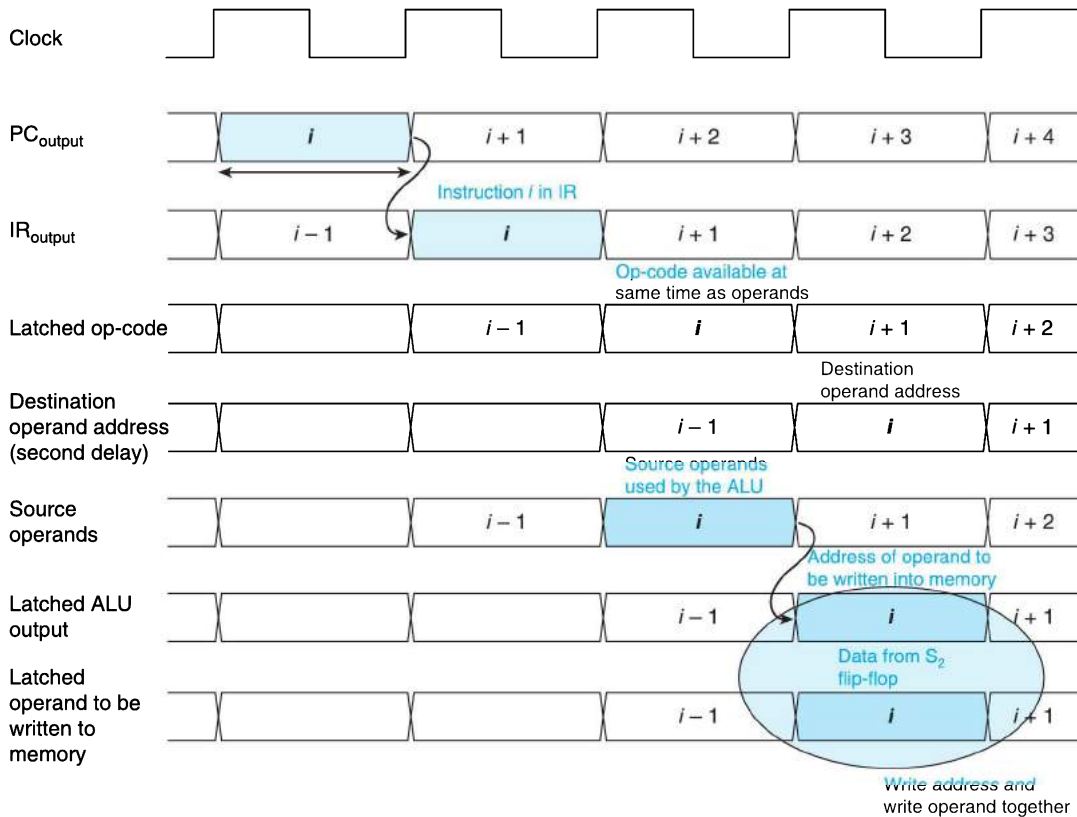 Clock
PCoutput
i
i + 1
i + 2
i + 3
i + 4
Instruction i in IR
IRoutput
i – 1
i
i + 1
i + 2
i + 3
Op-code available at
same time as operands
Latched op-code
i – 1
i
i + 1
i + 2
Destination
operand address
Destination
operand address
(second delay)
i – 1
i
i + 1
Source operands
used by the ALU
Source
operands
i – 1
i
i + 1
i + 2
Address of operand to
be written into memory
Latched ALU
output
i – 1
i
i + 1
Data from S2
flip-flop
Latched
operand to be
written to
memory
i – 1
i
i + 1
Write address and
write operand together